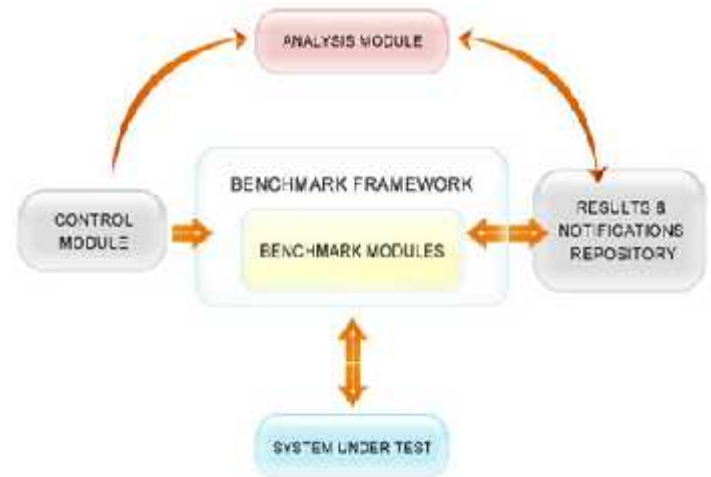 ANALYSIS MODULE
BENCHMARK FRAMEWORK
CONTROL
MODULE
BENCHMARK MODULES
RESULTS &
NOTIFICATIONS
REPOSITORY
SYSTEM UNDER TEST